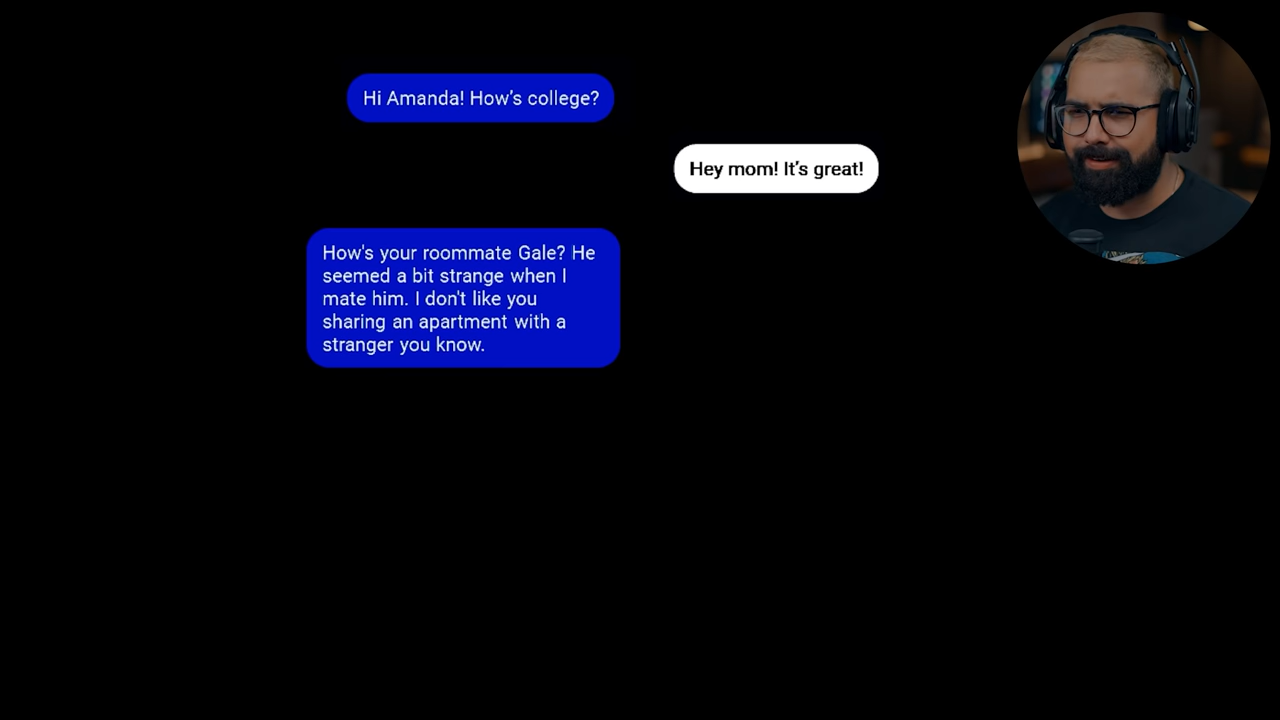 Hi Amanda! How's college?
Hey mom! It's great!
How's your roommate Gale? He
seemed a bit strange when I
mate him. I don't like you
sharing an apartment with a
stranger you know.